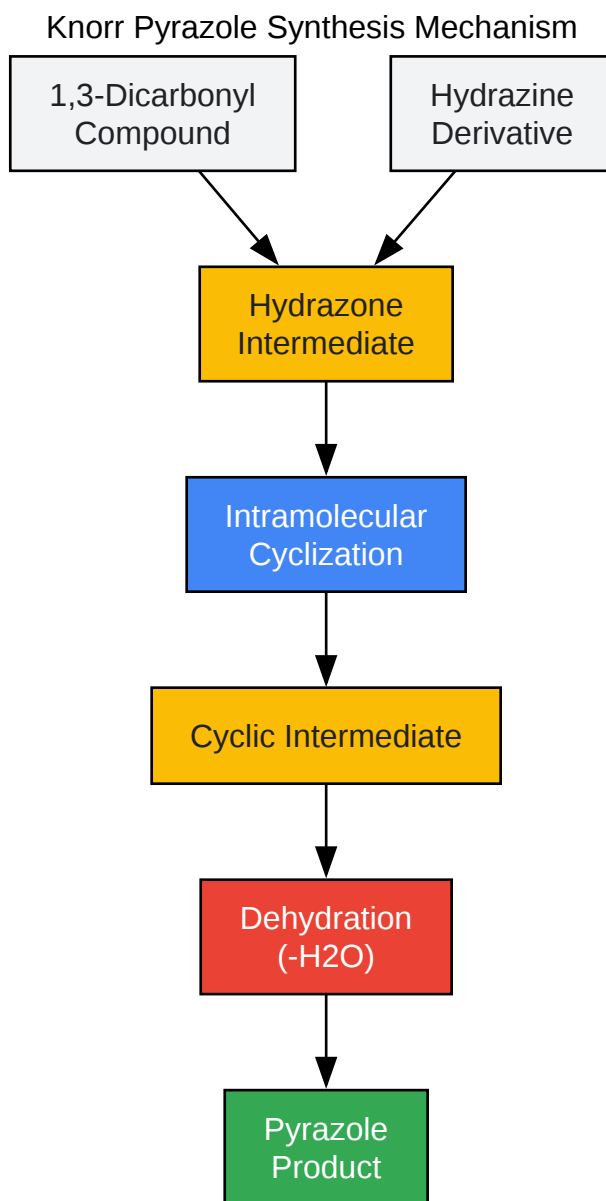 Knorr Pyrazole Synthesis Mechanism
1,3-Dicarbonyl
Compound
Hydrazine
Derivative
Hydrazone
Intermediate
Intramolecular
Cyclization
Cyclic Intermediate
Dehydration
(-H2O)
Pyrazole
Product